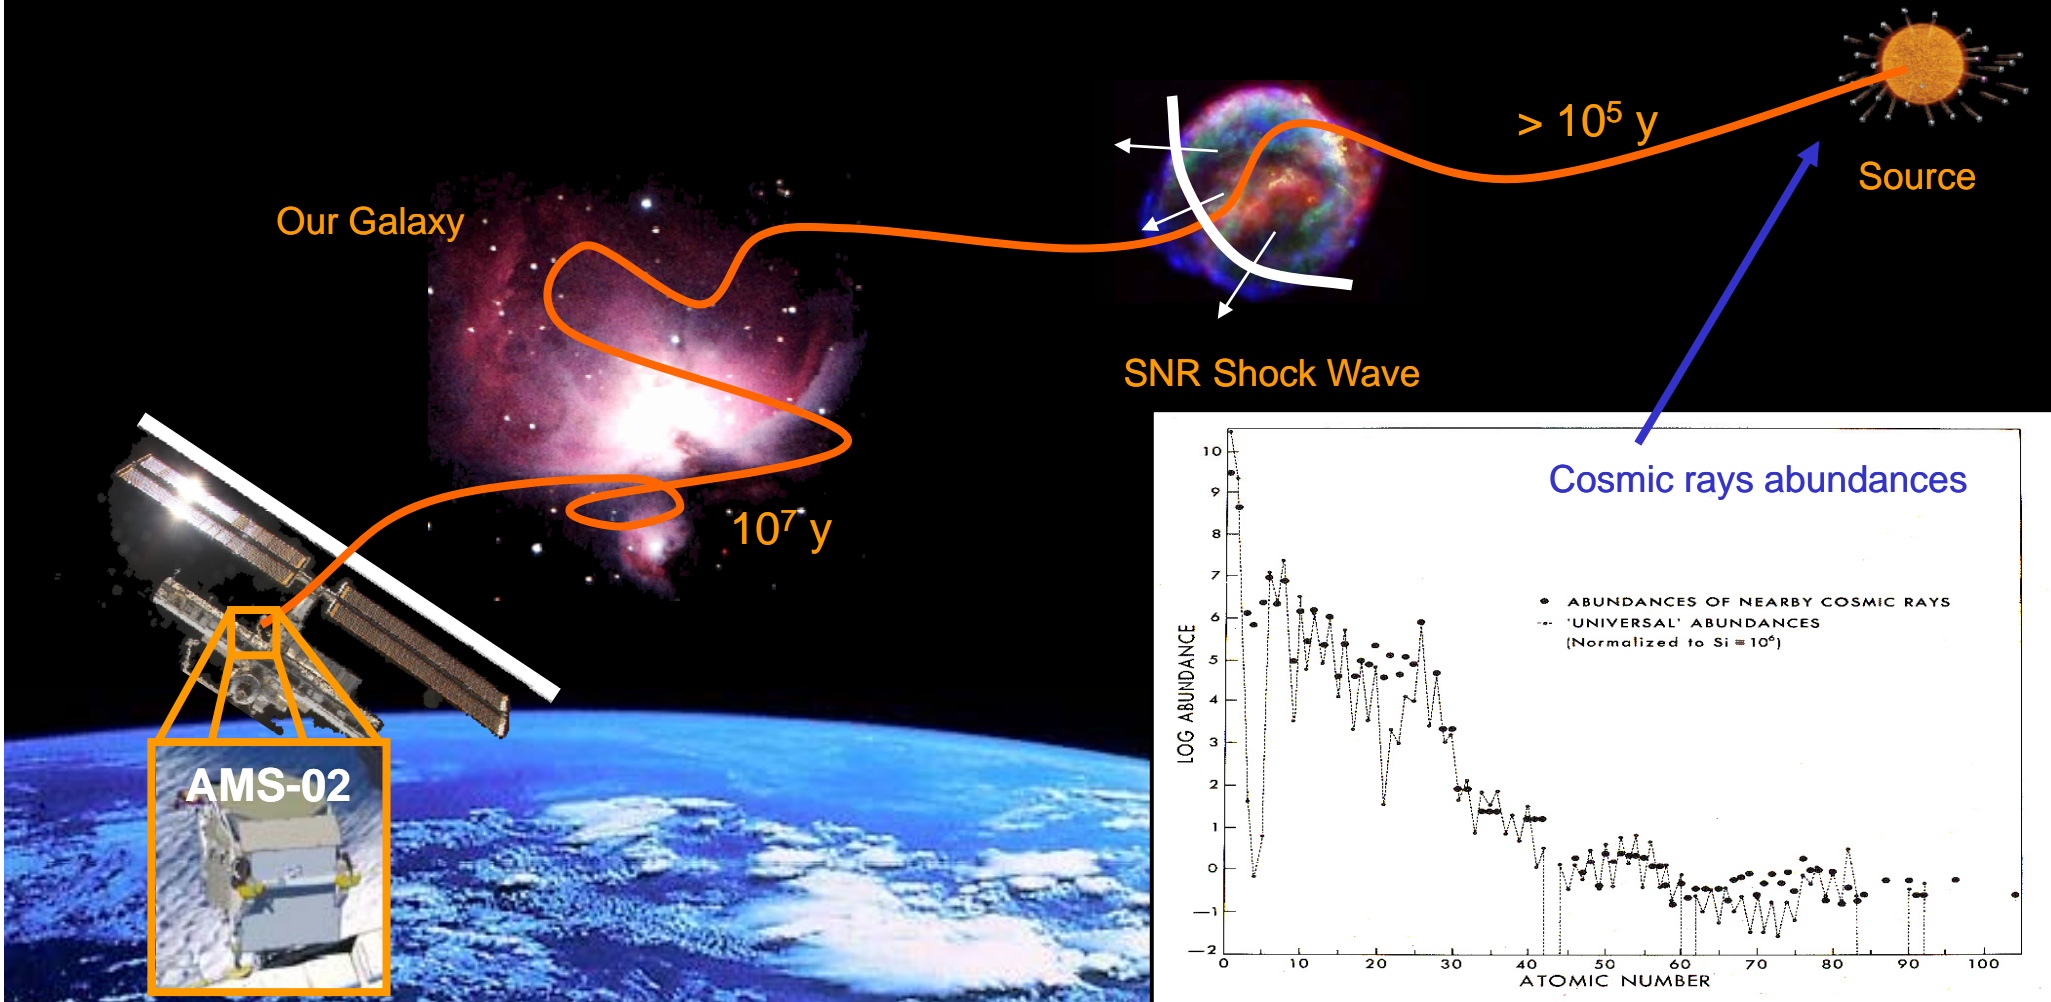 > 10⁵ y
Source
Our Galaxy
SNR Shock Wave
10⁷ y
AMS-02
Cosmic rays abundances
● ABUNDANCES OF NEARBY COSMIC RAYS
'UNIVERSAL' ABUNDANCES
(Normalized to Si = 10⁶)
LOG ABUNDANCE
10
9
8
7
6
5
4
3
2
1
0
—1
—2
0 10 20 30 40 50 60 70 80 90 100
ATOMIC NUMBER